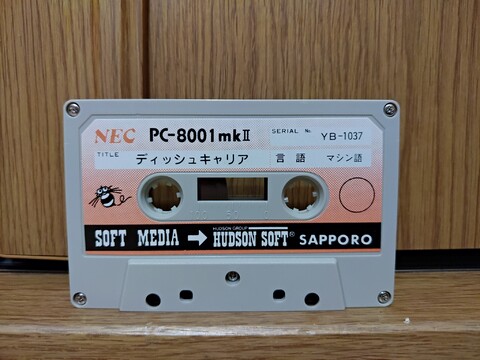 NEC PC-8001mkⅡ SERIAL No. YB-1037
TITLE ディッシュキャリア 言語 マシン語
HUDSON GROUP
SOFT MEDIA → HUDSON SOFT® SAPPORO